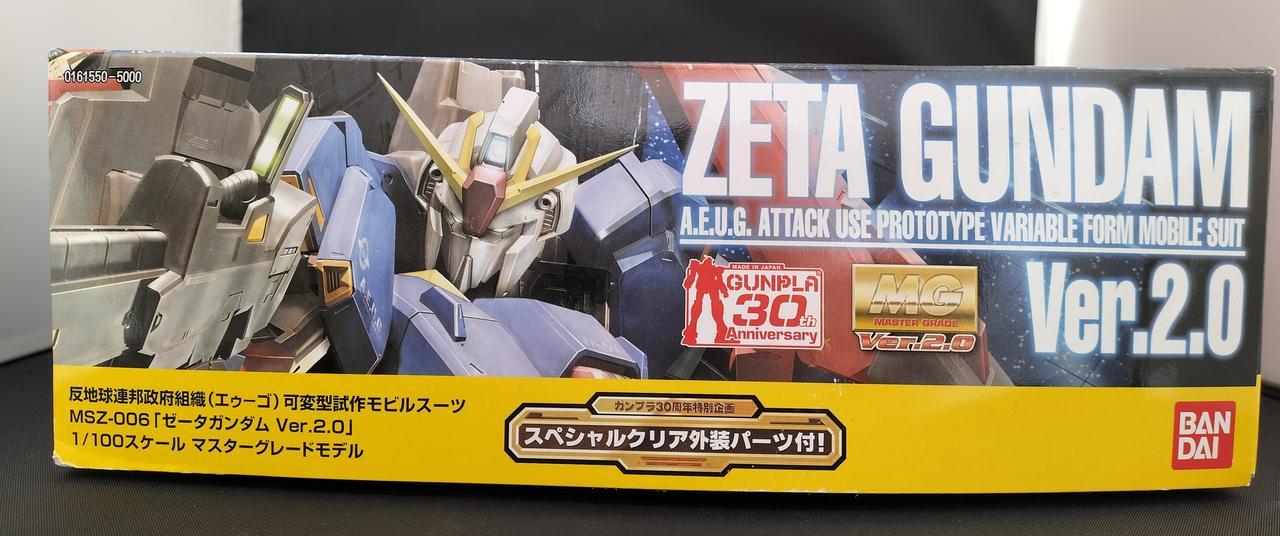 0161550-5000
ZETA GUNDAM
A.E.U.G. ATTACK USE PROTOTYPE VARIABLE FORM MOBILE SUIT
Ver.2.0
MADE IN JAPAN
GUNPLA
30th
Anniversary
MG
MASTER GRADE
Ver.2.0
反地球連邦政府組織(エゥーゴ)可変型試作モビルスーツ
MSZ-006「ゼータガンダム Ver.2.0」
1/100スケール マスターグレードモデル
ガンプラ30周年特別企画
スペシャルクリア外装パーツ付!
BAN
DAI